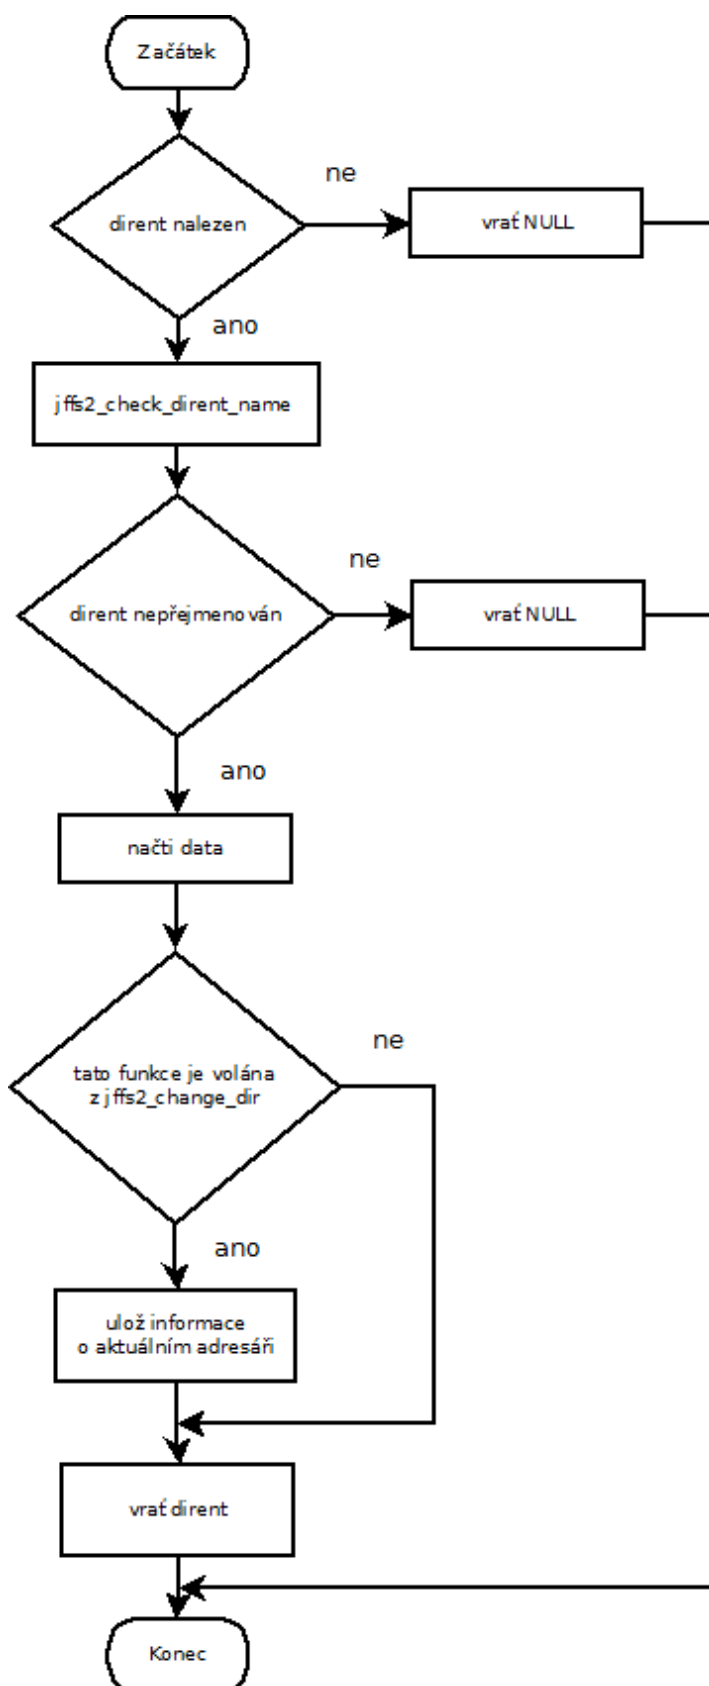 Začátek
ne
dirent nalezen
vrať NULL
ano
jffs2_check_dirent_name
ne
dirent nepřejmenován
vrať NULL
ano
načti data
ne
tato funkce je volána
z jffs2_change_dir
ano
ulož informace
o aktuálním adresáři
vrať dirent
Konec